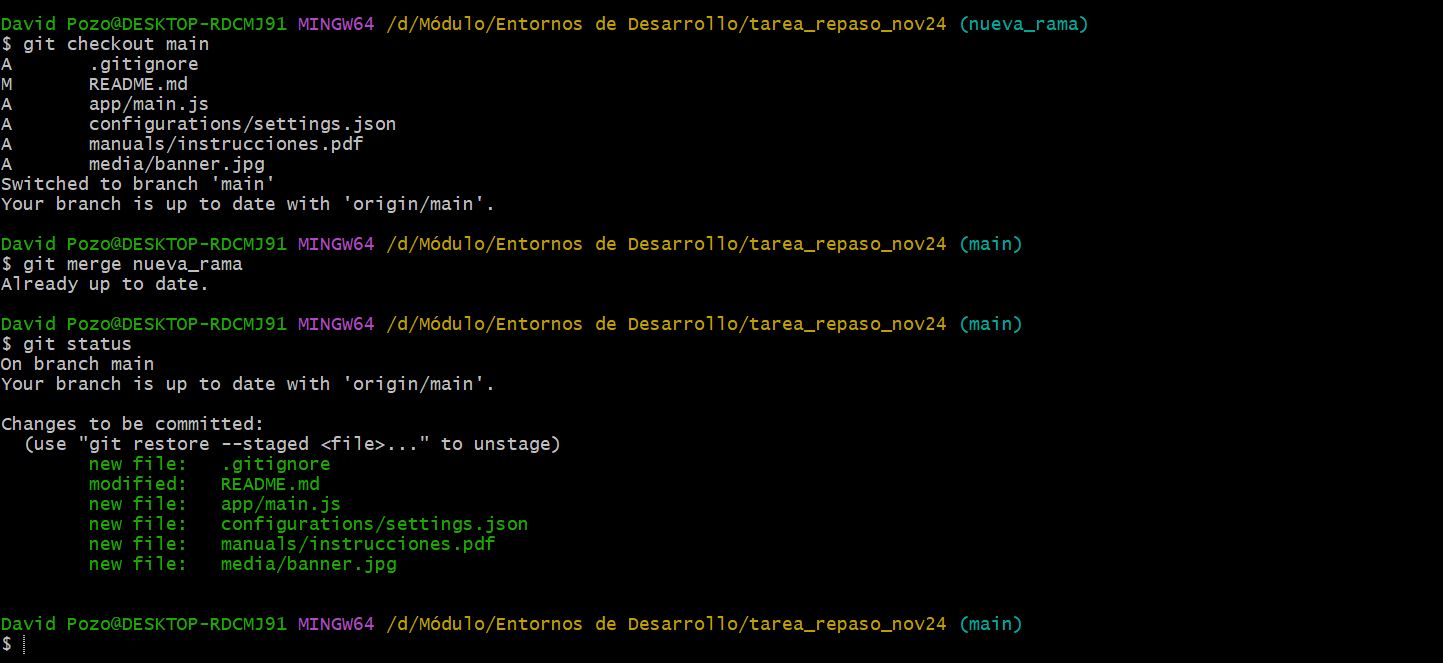 David Pozo@DESKTOP-RDCMJ91 MINGW64 /d/Módulo/Entornos de Desarrollo/tarea_repaso_nov24 (nueva_rama)
$ git checkout main
A       .gitignore
M       README.md
A       app/main.js
A       configurations/settings.json
A       manuals/instrucciones.pdf
A       media/banner.jpg
Switched to branch 'main'
Your branch is up to date with 'origin/main'.
David Pozo@DESKTOP-RDCMJ91 MINGW64 /d/Módulo/Entornos de Desarrollo/tarea_repaso_nov24 (main)
$ git merge nueva_rama
Already up to date.
David Pozo@DESKTOP-RDCMJ91 MINGW64 /d/Módulo/Entornos de Desarrollo/tarea_repaso_nov24 (main)
$ git status
On branch main
Your branch is up to date with 'origin/main'.
Changes to be committed:
  (use "git restore --staged <file>..." to unstage)
        new file:   .gitignore
        modified:   README.md
        new file:   app/main.js
        new file:   configurations/settings.json
        new file:   manuals/instrucciones.pdf
        new file:   media/banner.jpg
David Pozo@DESKTOP-RDCMJ91 MINGW64 /d/Módulo/Entornos de Desarrollo/tarea_repaso_nov24 (main)
$